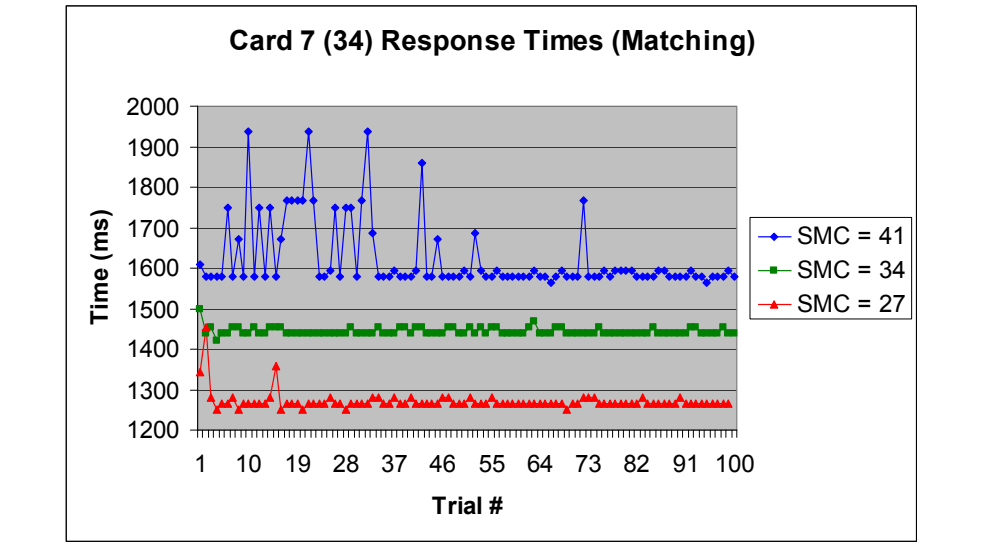 Card 7 (34) Response Times (Matching)
2000
1900
1800
1700
1600
1500
1400
1300
1200
Time (ms)
1 10 19 28 37 46 55 64 73 82 91 100
Trial #
SMC = 41
SMC = 34
SMC = 27